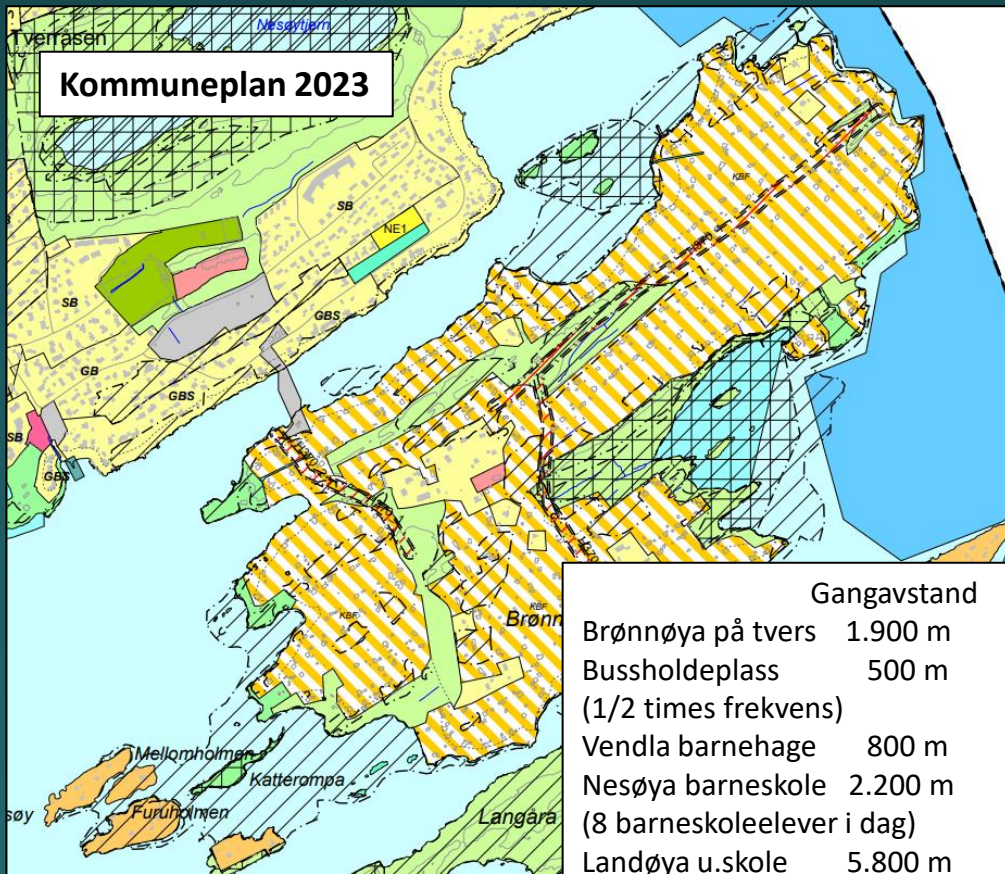 Tverråsen
Nesøytjern
Kommuneplan 2023
SB
NE1
KBF
SB
GBS
GB
GBS
SB
GBS
KBF
Brønn
Mellomholmen
Katterompa
Furuholmen
søy
Langåra
Gangavstand
Brønnøya på tvers 1.900 m
Bussholdeplass 500 m
(1/2 times frekvens)
Vendla barnehage 800 m
Nesøya barneskole 2.200 m
(8 barneskoleelever i dag)
Landøya u.skole 5.800 m